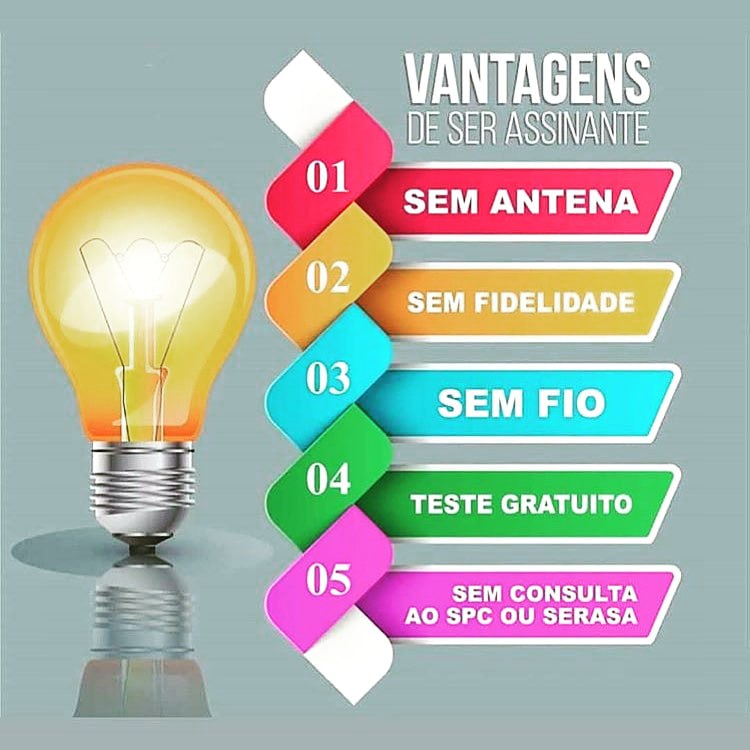 VANTAGENS
DE SER ASSINANTE
01
SEM ANTENA
02
SEM FIDELIDADE
03
SEM FIO
04
TESTE GRATUITO
05
SEM CONSULTA
AO SPC OU SERASA